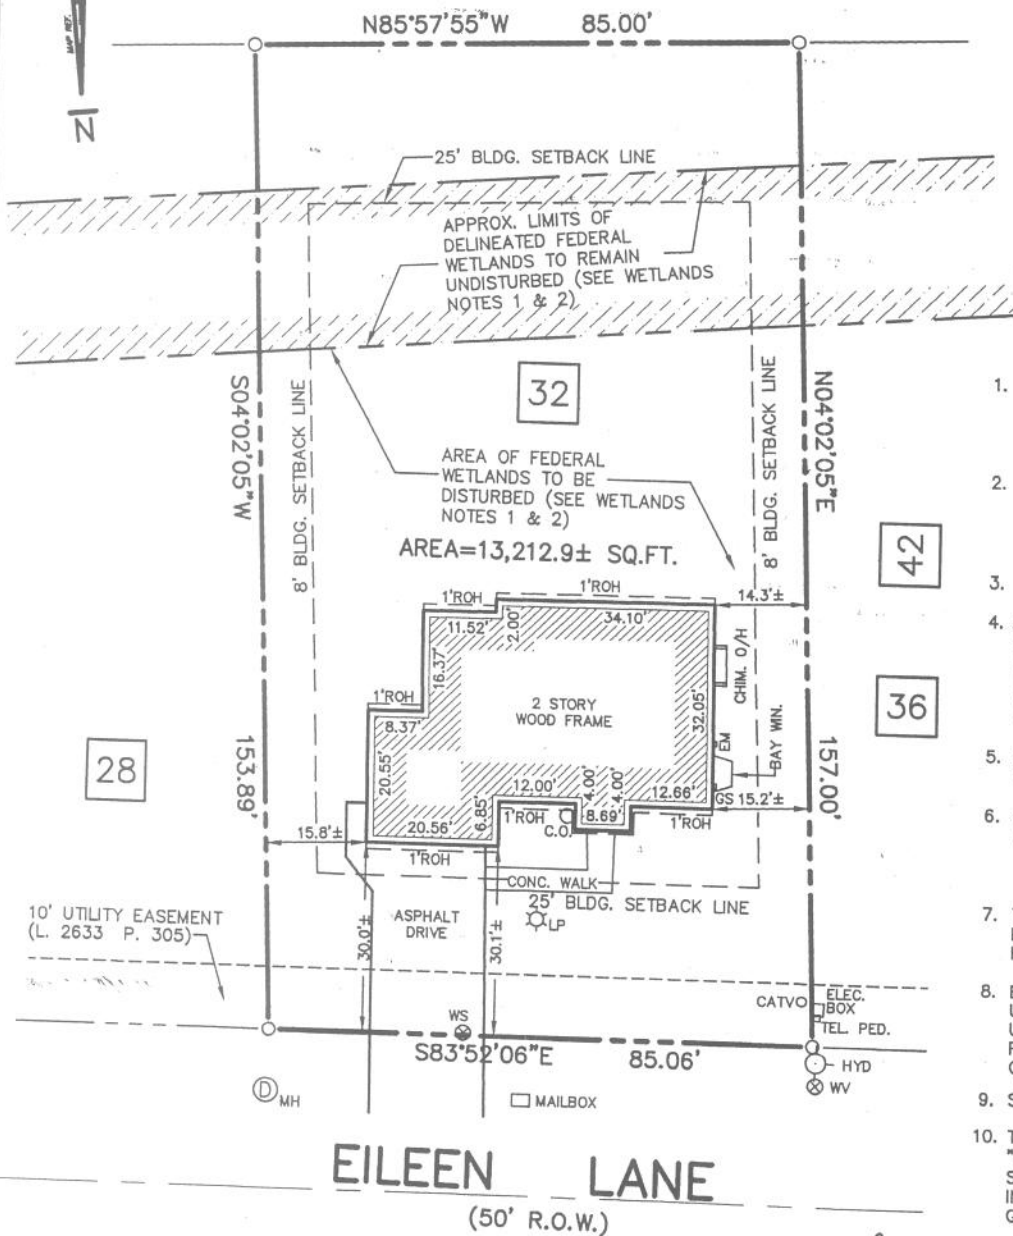 MAP REF.
N
N85°57'55"W 85.00'
25' BLDG. SETBACK LINE
APPROX. LIMITS OF
DELINEATED FEDERAL
WETLANDS TO REMAIN
UNDISTURBED (SEE WETLANDS
NOTES 1 & 2)
32
S04°02'05"W
8' BLDG. SETBACK LINE
8' BLDG. SETBACK LINE
N04°02'05"E
AREA OF FEDERAL
WETLANDS TO BE
DISTURBED (SEE WETLANDS
NOTES 1 & 2)
AREA=13,212.9± SQ.FT.
42
36
28
1'ROH
1'ROH
14.3'±
11.52'
2.00'
34.10'
16.37'
CHIM. O/H
1'ROH
8.37'
2 STORY
WOOD FRAME
32.05'
EM
BAY WIN.
20.55'
12.00'
4.00'
4.00'
12.66'
GS 15.2'±
153.89'
157.00'
15.8'±
20.56'
6.85'
1'ROH
C.O.
8.69'
1'ROH
1'ROH
CONC. WALK
25' BLDG. SETBACK LINE
10' UTILITY EASEMENT
(L. 2633 P. 305)
30.0'±
ASPHALT
DRIVE
30.1'±
LP
CATVO
ELEC.
BOX
TEL. PED.
WS
S83°52'06"E 85.06'
HYD
WV
D MH
MAILBOX
EILEEN LANE
(50' R.O.W.)
1.
2.
3.
4.
5.
6.
7.
8.
9. S
10. T